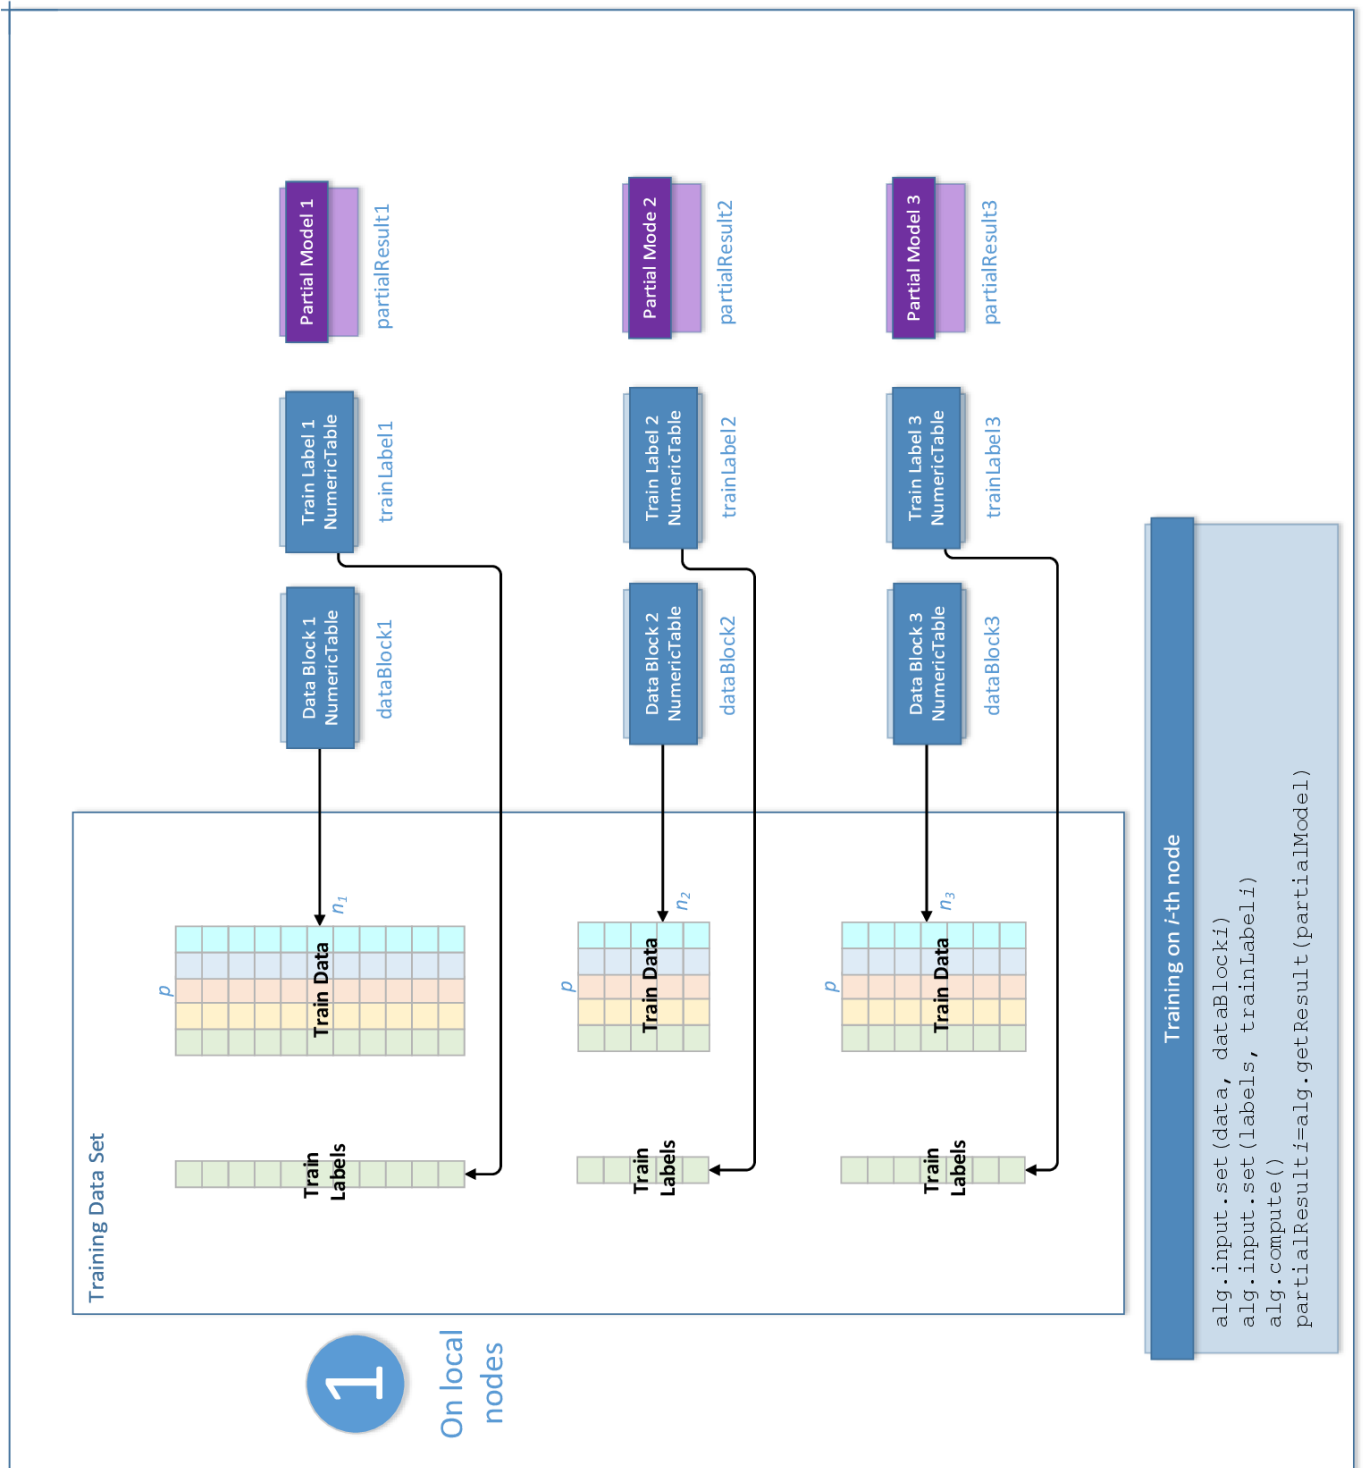 1
On local
nodes
Training Data Set
Train
Labels
p
Train Data
n1
Data Block 1
NumericTable
dataBlock1
Train Label 1
NumericTable
trainLabel1
Partial Model 1
partialResult1
Train
Labels
p
Train Data
n2
Data Block 2
NumericTable
dataBlock2
Train Label 2
NumericTable
trainLabel2
Partial Mode 2
partialResult2
Train
Labels
p
Train Data
n3
Data Block 3
NumericTable
dataBlock3
Train Label 3
NumericTable
trainLabel3
Partial Model 3
partialResult3
Training on i-th node
alg.input.set(data, dataBlocki)
alg.input.set(labels, trainLabeli)
alg.compute()
partialResulti=alg.getResult(partialModel)